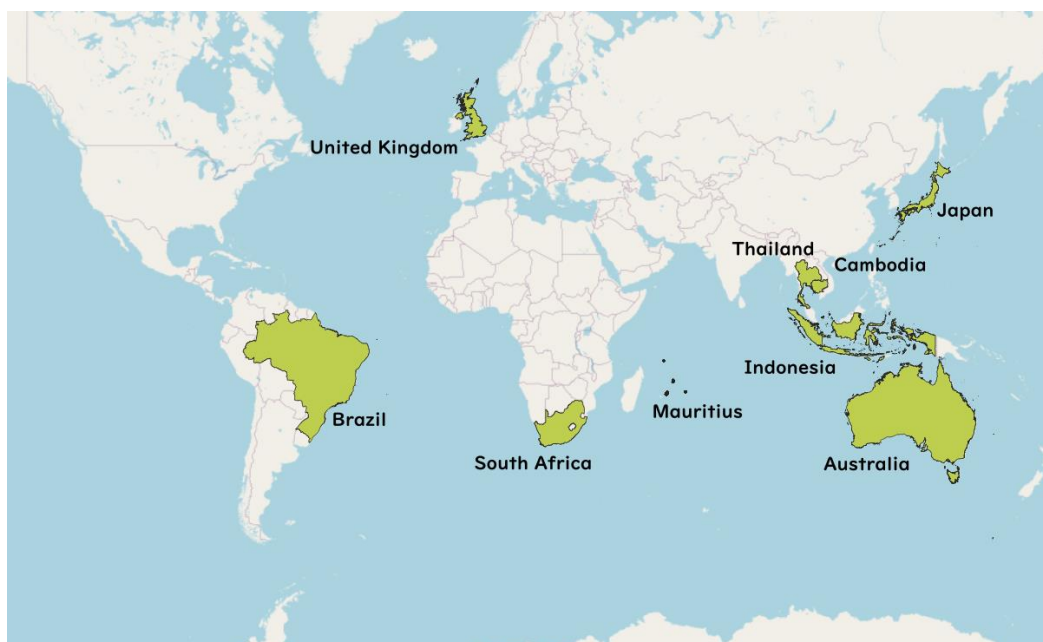 United Kingdom
Japan
Thailand
Cambodia
Indonesia
Mauritius
Brazil
South Africa
Australia